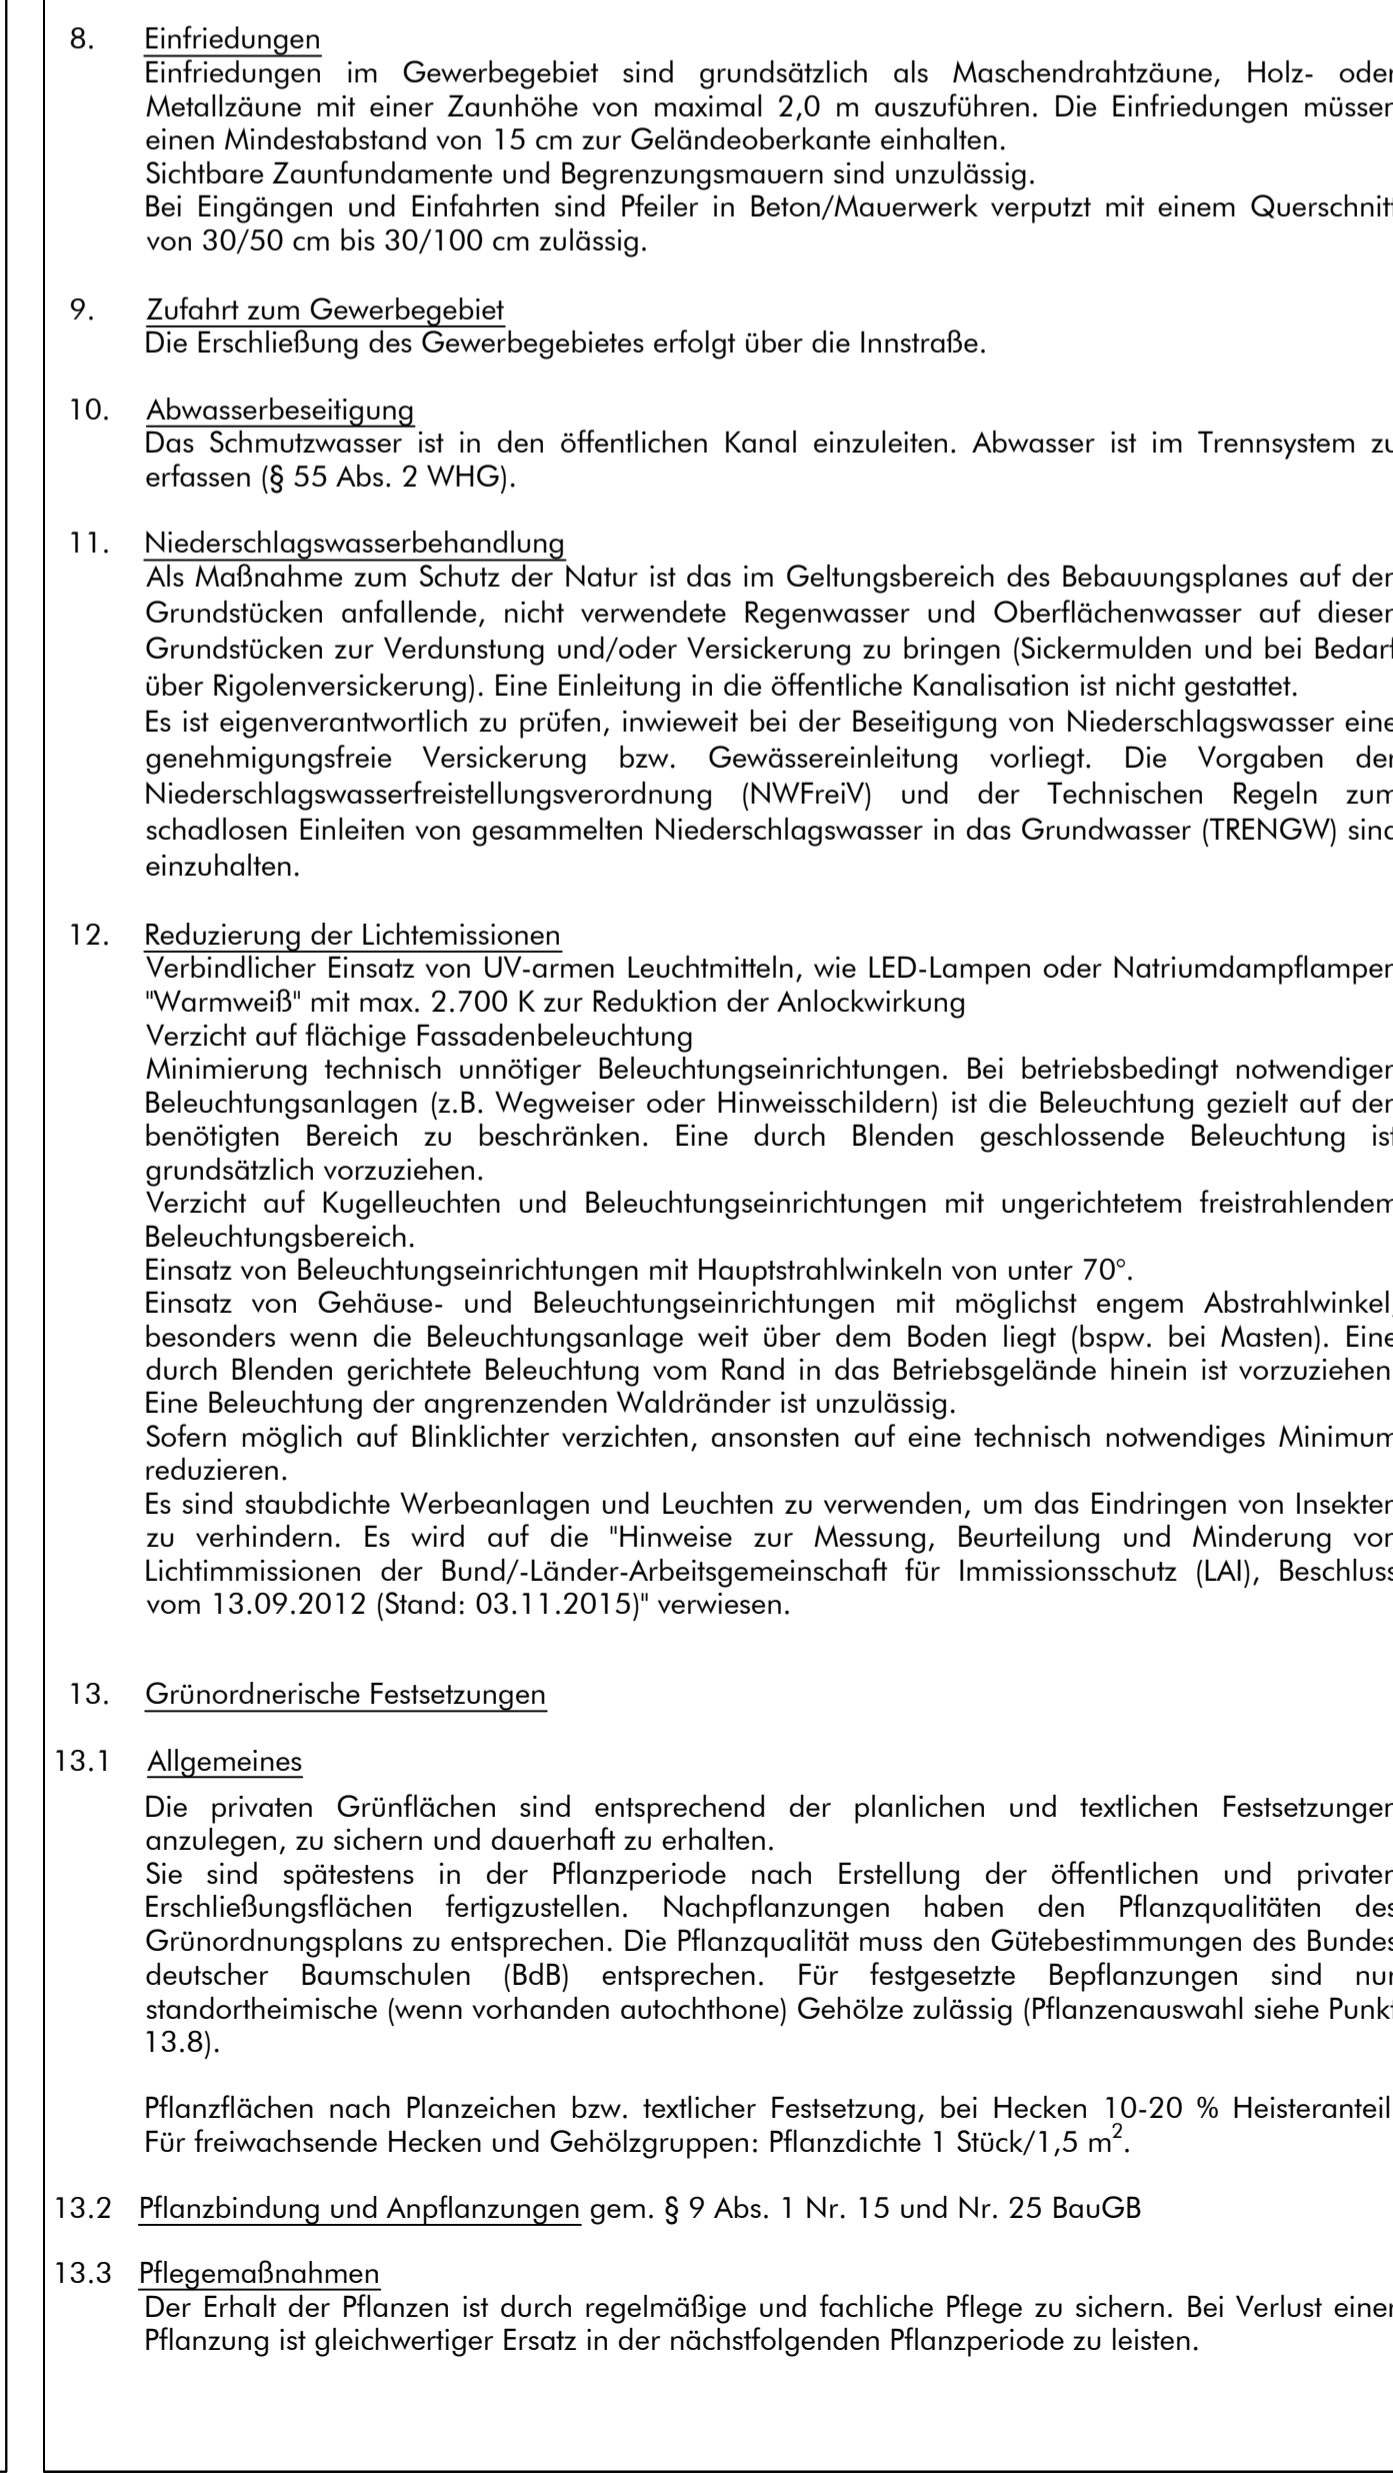 8. Einfriedungen
Einfriedungen im Gewerbegebiet sind grundsätzlich als Maschendrahtzäune, Holz- oder
Metallzäune mit einer Zaunhöhe von maximal 2,0 m auszuführen. Die Einfriedungen müssen
einen Mindestabstand von 15 cm zur Geländeoberkante einhalten.
Sichtbare Zaunfundamente und Begrenzungsmauern sind unzulässig.
Bei Eingängen und Einfahrten sind Pfeiler in Beton/Mauerwerk verputzt mit einem Querschnitt
von 30/50 cm bis 30/100 cm zulässig.
9. Zufahrt zum Gewerbegebiet
Die Erschließung des Gewerbegebietes erfolgt über die Innstraße.
10. Abwasserbeseitigung
Das Schmutzwasser ist in den öffentlichen Kanal einzuleiten. Abwasser ist im Trennsystem zu
erfassen (§ 55 Abs. 2 WHG).
11. Niederschlagswasserbehandlung
Als Maßnahme zum Schutz der Natur ist das im Geltungsbereich des Bebauungsplanes auf den
Grundstücken anfallende, nicht verwendete Regenwasser und Oberflächenwasser auf diesen
Grundstücken zur Verdunstung und/oder Versickerung zu bringen (Sickermulden und bei Bedarf
über Rigolenversickerung). Eine Einleitung in die öffentliche Kanalisation ist nicht gestattet.
Es ist eigenverantwortlich zu prüfen, inwieweit bei der Beseitigung von Niederschlagswasser eine
genehmigungsfreie Versickerung bzw. Gewässereinleitung vorliegt. Die Vorgaben der
Niederschlagswasserfreistellungsverordnung (NWFreiV) und der Technischen Regeln zum
schadlosen Einleiten von gesammelten Niederschlagswasser in das Grundwasser (TRENGW) sind
einzuhalten.
12. Reduzierung der Lichtemissionen
Verbindlicher Einsatz von UV-armen Leuchtmitteln, wie LED-Lampen oder Natriumdampflampen
"Warmweiß" mit max. 2.700 K zur Reduktion der Anlockwirkung
Verzicht auf flächige Fassadenbeleuchtung
Minimierung technisch unnötiger Beleuchtungseinrichtungen. Bei betriebsbedingt notwendigen
Beleuchtungsanlagen (z.B. Wegweiser oder Hinweisschildern) ist die Beleuchtung gezielt auf den
benötigten Bereich zu beschränken. Eine durch Blenden geschlossende Beleuchtung ist
grundsätzlich vorzuziehen.
Verzicht auf Kugelleuchten und Beleuchtungseinrichtungen mit ungerichtetem freistrahlendem
Beleuchtungsbereich.
Einsatz von Beleuchtungseinrichtungen mit Hauptstrahlwinkeln von unter 70°.
Einsatz von Gehäuse- und Beleuchtungseinrichtungen mit möglichst engem Abstrahlwinkel,
besonders wenn die Beleuchtungsanlage weit über dem Boden liegt (bspw. bei Masten). Eine
durch Blenden gerichtete Beleuchtung vom Rand in das Betriebsgelände hinein ist vorzuziehen.
Eine Beleuchtung der angrenzenden Waldränder ist unzulässig.
Sofern möglich auf Blinklichter verzichten, ansonsten auf eine technisch notwendiges Minimum
reduzieren.
Es sind staubdichte Werbeanlagen und Leuchten zu verwenden, um das Eindringen von Insekten
zu verhindern. Es wird auf die "Hinweise zur Messung, Beurteilung und Minderung von
Lichtimmissionen der Bund/-Länder-Arbeitsgemeinschaft für Immissionsschutz (LAI), Beschluss
vom 13.09.2012 (Stand: 03.11.2015)" verwiesen.
13. Grünordnerische Festsetzungen
13.1 Allgemeines
Die privaten Grünflächen sind entsprechend der planlichen und textlichen Festsetzungen
anzulegen, zu sichern und dauerhaft zu erhalten.
Sie sind spätestens in der Pflanzperiode nach Erstellung der öffentlichen und privaten
Erschließungsflächen fertigzustellen. Nachpflanzungen haben den Pflanzqualitäten des
Grünordnungsplans zu entsprechen. Die Pflanzqualität muss den Gütebestimmungen des Bundes
deutscher Baumschulen (BdB) entsprechen. Für festgesetzte Bepflanzungen sind nur
standortheimische (wenn vorhanden autochthone) Gehölze zulässig (Pflanzenauswahl siehe Punkt
13.8).
Pflanzflächen nach Planzeichen bzw. textlicher Festsetzung, bei Hecken 10-20 % Heisteranteil.
Für freiwachsende Hecken und Gehölzgruppen: Pflanzdichte 1 Stück/1,5 m².
13.2 Pflanzbindung und Anpflanzungen gem. § 9 Abs. 1 Nr. 15 und Nr. 25 BauGB
13.3 Pflegemaßnahmen
Der Erhalt der Pflanzen ist durch regelmäßige und fachliche Pflege zu sichern. Bei Verlust einer
Pflanzung ist gleichwertiger Ersatz in der nächstfolgenden Pflanzperiode zu leisten.